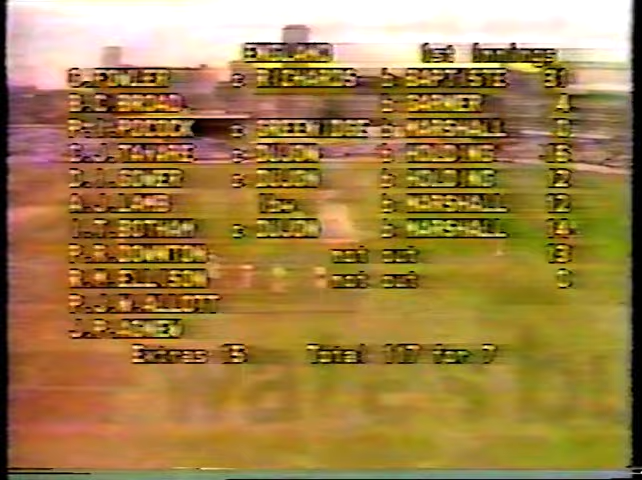 ENGLAND 1st Innings
G.FOWLER c RICHARDS b BAPTISTE 31
B.C.BROAD b GARNER 4
P.I.POCOCK c GREENIDGE b MARSHALL 0
C.J.TAVARE c DUJON b HOLDING 16
D.I.GOWER c DUJON b HOLDING 12
A.J.LAMB lbw b MARSHALL 12
I.T.BOTHAM c DUJON b MARSHALL 14
P.R.DOWNTON not out 13
R.M.ELLISON not out 0
P.J.W.ALLOTT
J.P.AGNEW
Extras 15 Total 117 for 7